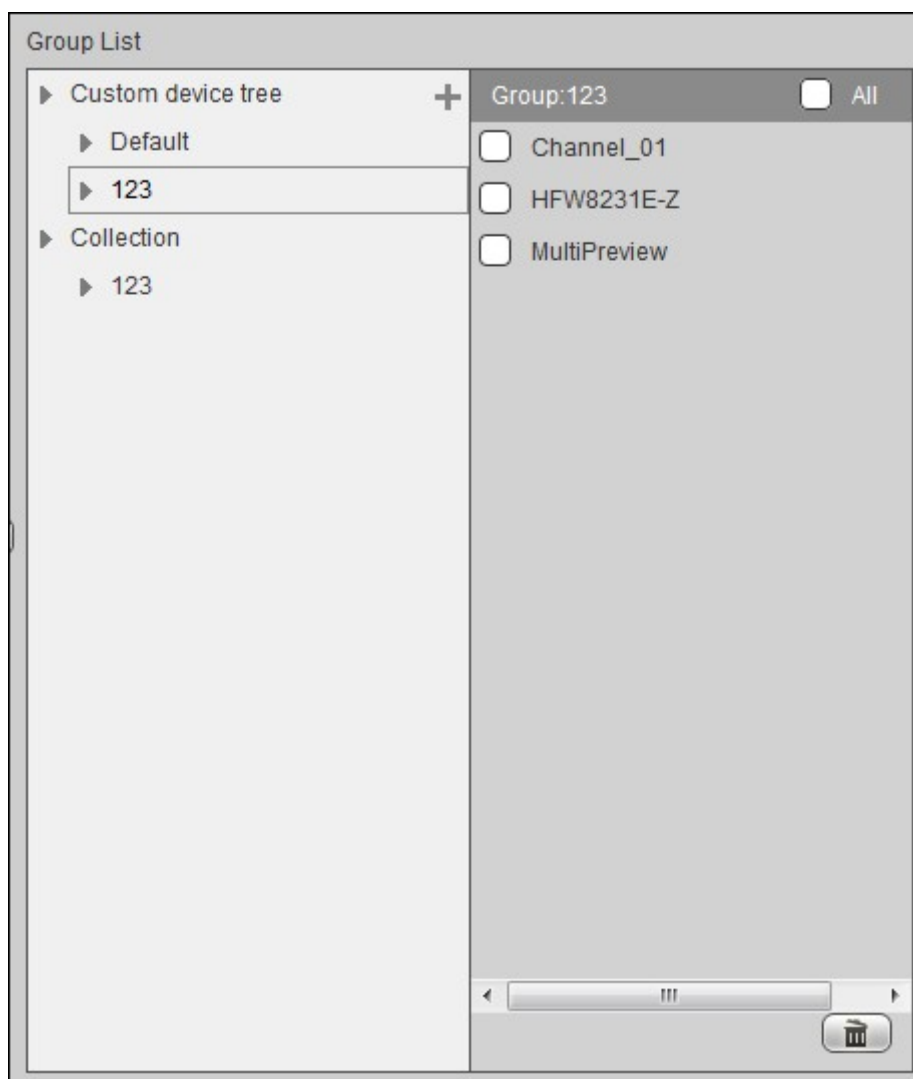 Group List
Custom device tree
Default
123
Collection
123
Group:123
All
Channel_01
HFW8231E-Z
MultiPreview